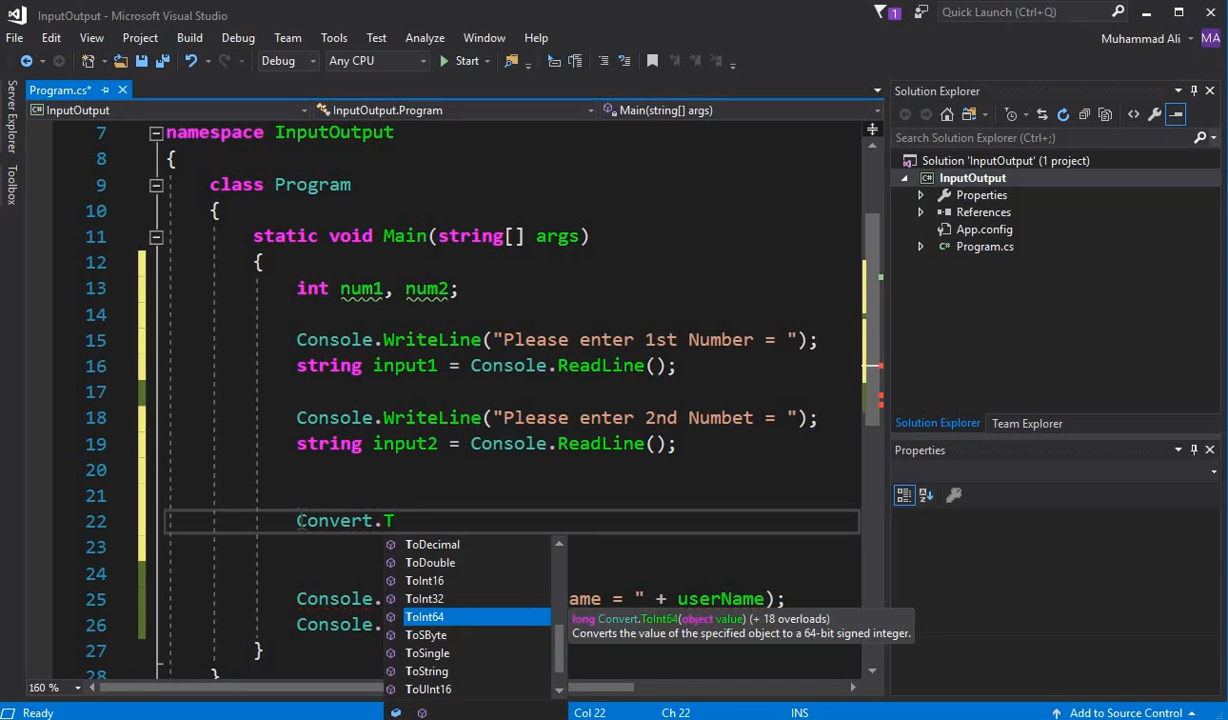 InputOutput - Microsoft Visual Studio
1
Quick Launch (Ctrl+Q)
File Edit View Project Build Debug Team Tools Test Analyze Window Help
Muhammad Ali
MA
Debug Any CPU Start
Server Explorer
Toolbox
Program.cs*
InputOutput InputOutput.Program Main(string[] args)
7 namespace InputOutput
8 {
9 class Program
10 {
11 static void Main(string[] args)
12 {
13 int num1, num2;
14
15 Console.WriteLine("Please enter 1st Number = ");
16 string input1 = Console.ReadLine();
17
18 Console.WriteLine("Please enter 2nd Numbet = ");
19 string input2 = Console.ReadLine();
20
21
22 Convert.T
23
24
25 Console. ame = " + userName);
26 Console.
27 }
28 }
ToDecimal
ToDouble
ToInt16
ToInt32
ToInt64
ToSByte
ToSingle
ToString
ToUInt16
long Convert.ToInt64(object value) (+ 18 overloads)
Converts the value of the specified object to a 64-bit signed integer.
160 %
Solution Explorer
Search Solution Explorer (Ctrl+;)
Solution 'InputOutput' (1 project)
InputOutput
Properties
References
App.config
Program.cs
Solution Explorer Team Explorer
Properties
Ready Col 22 Ch 22 INS Add to Source Control